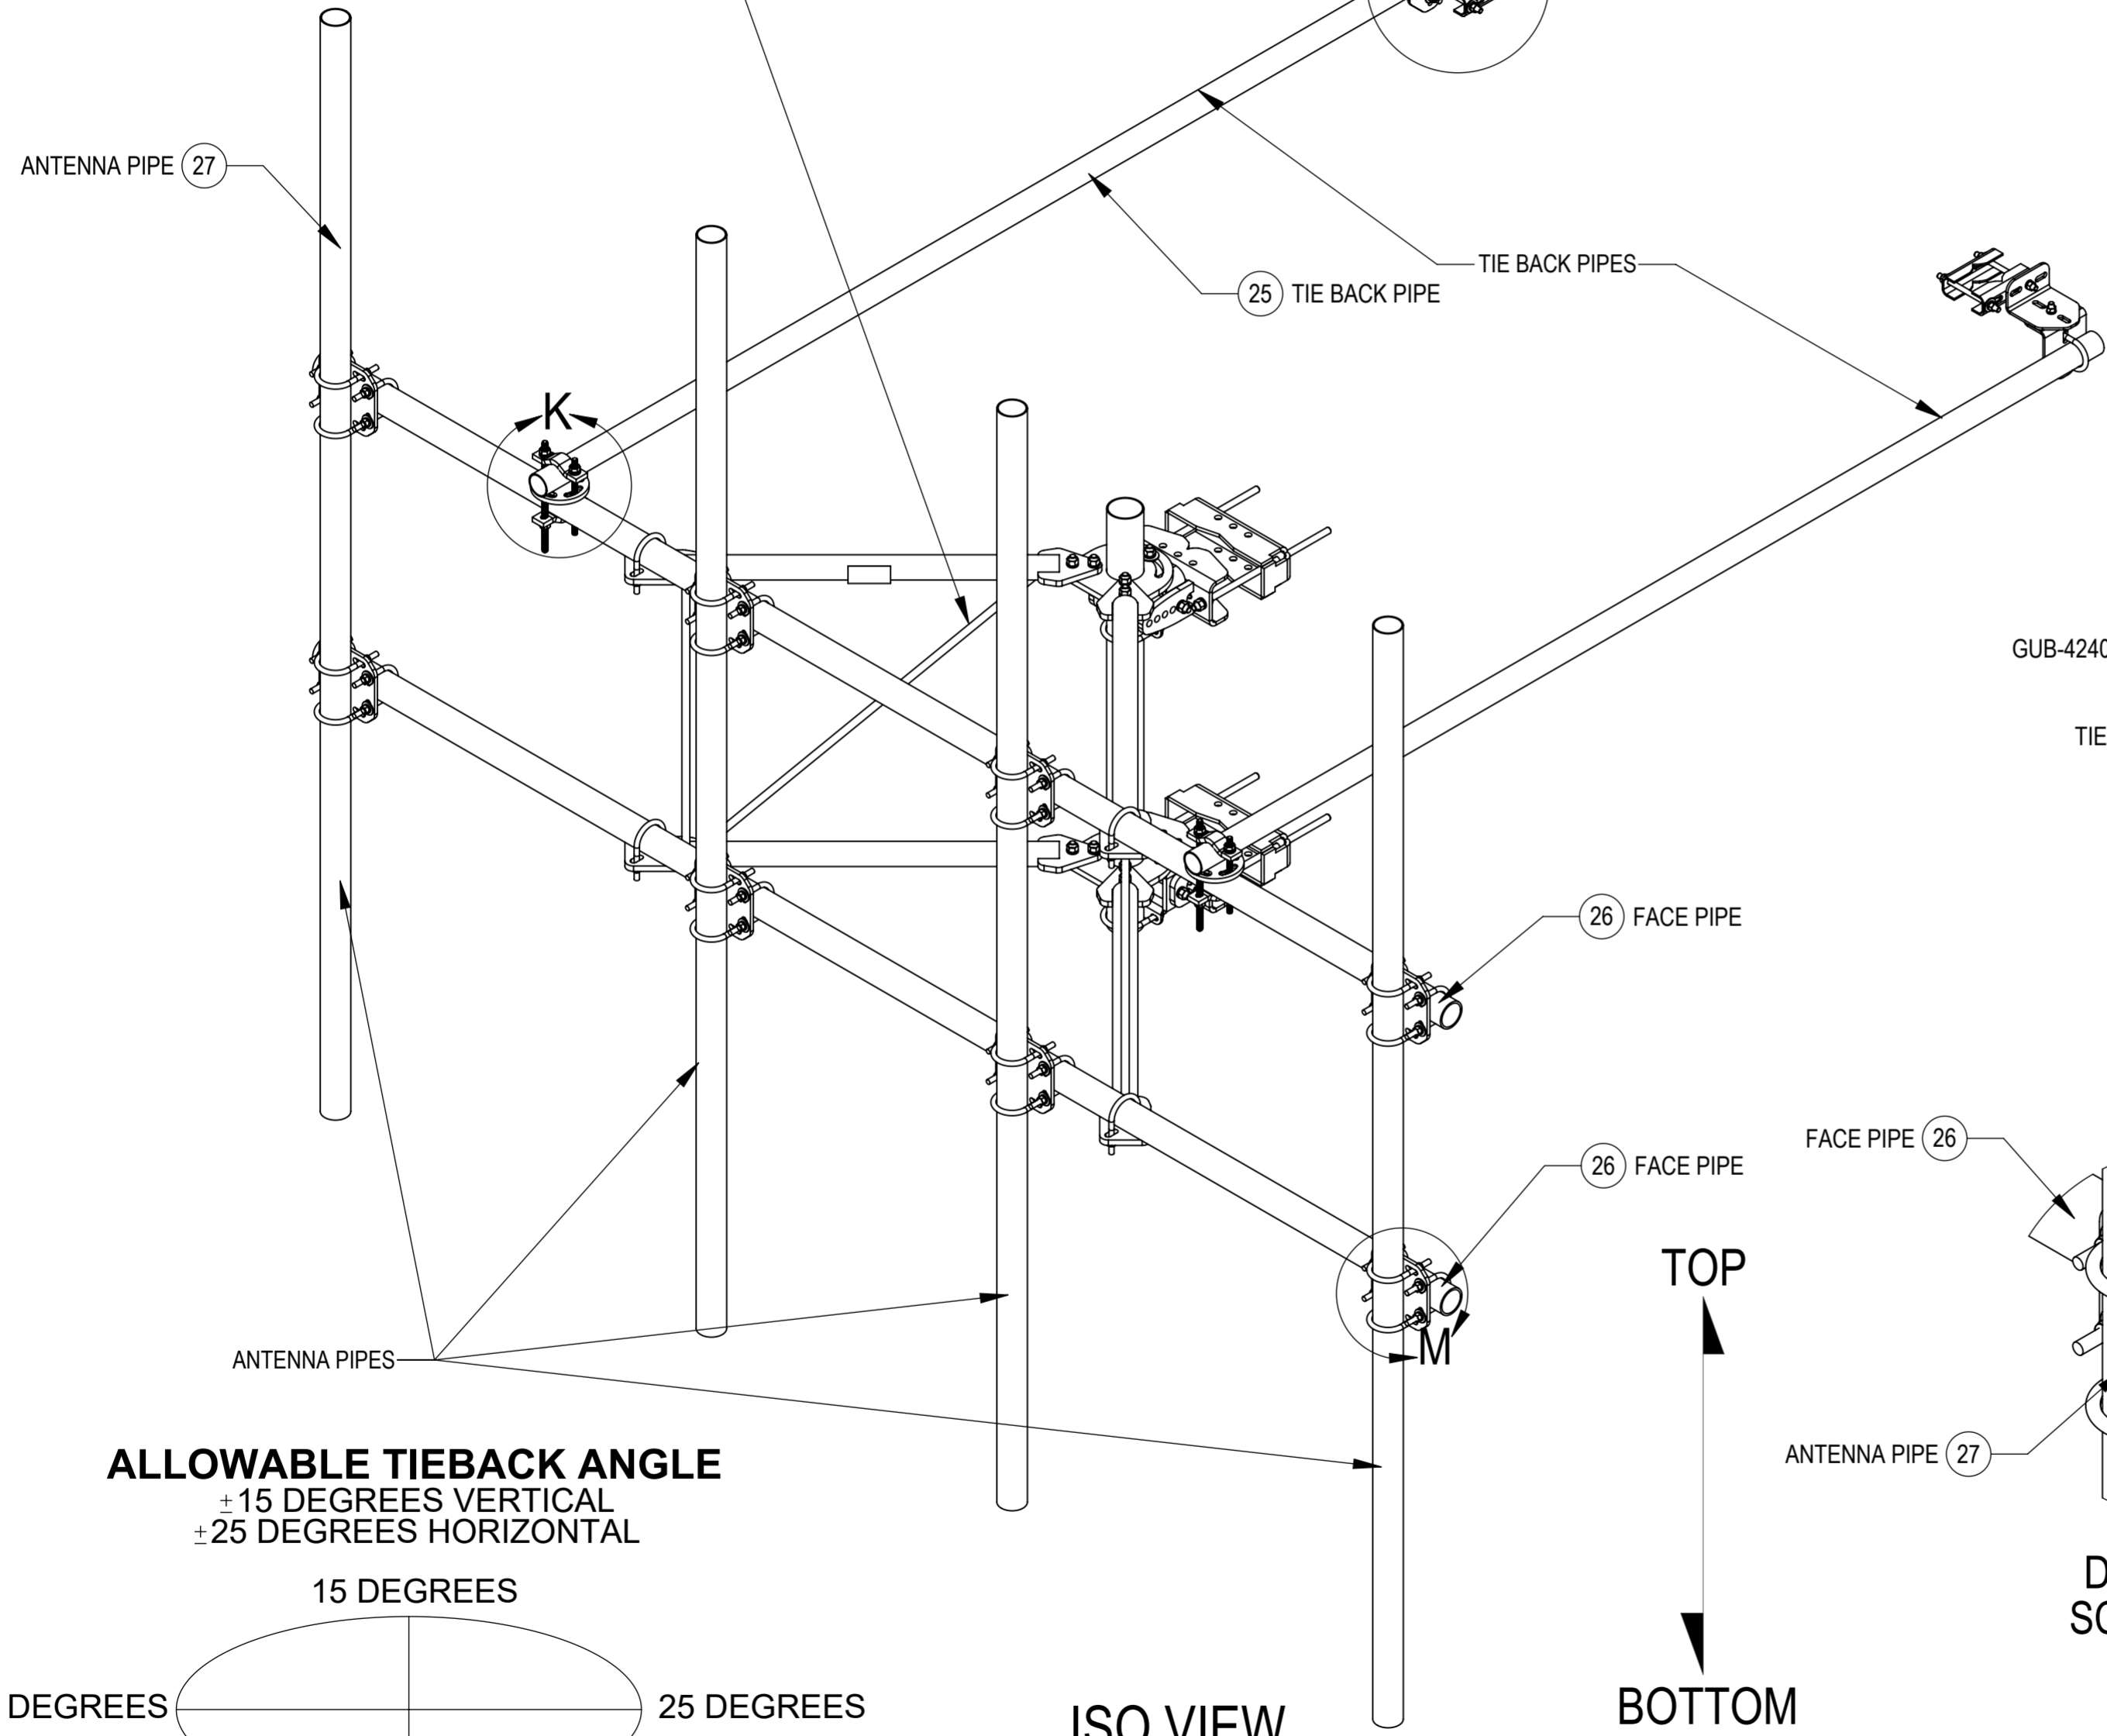 ANTENNA PIPE 27
TIE BACK PIPES
25 TIE BACK PIPE
K
GUB-4240
TIE
26 FACE PIPE
FACE PIPE 26
26 FACE PIPE
TOP
M
ANTENNA PIPES
ANTENNA PIPE 27
ALLOWABLE TIEBACK ANGLE
±15 DEGREES VERTICAL
±25 DEGREES HORIZONTAL
15 DEGREES
DEGREES
25 DEGREES
ISO VIEW
BOTTOM